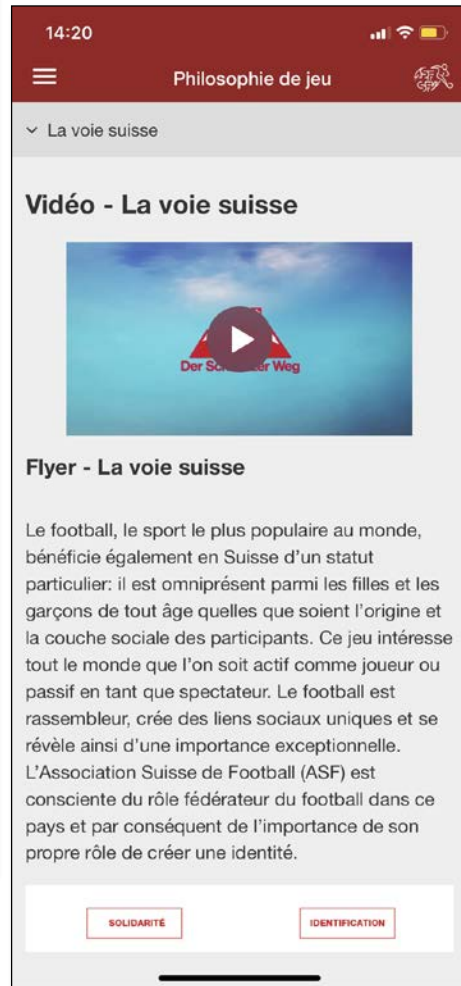 14:20
Philosophie de jeu
La voie suisse
Vidéo - La voie suisse
Der Sch er Weg
Flyer - La voie suisse
Le football, le sport le plus populaire au monde,
bénéficie également en Suisse d’un statut
particulier: il est omniprésent parmi les filles et les
garçons de tout âge quelles que soient l’origine et
la couche sociale des participants. Ce jeu intéresse
tout le monde que l’on soit actif comme joueur ou
passif en tant que spectateur. Le football est
rassembleur, crée des liens sociaux uniques et se
révèle ainsi d’une importance exceptionnelle.
L’Association Suisse de Football (ASF) est
consciente du rôle fédérateur du football dans ce
pays et par conséquent de l’importance de son
propre rôle de créer une identité.
SOLIDARITÉ
IDENTIFICATION